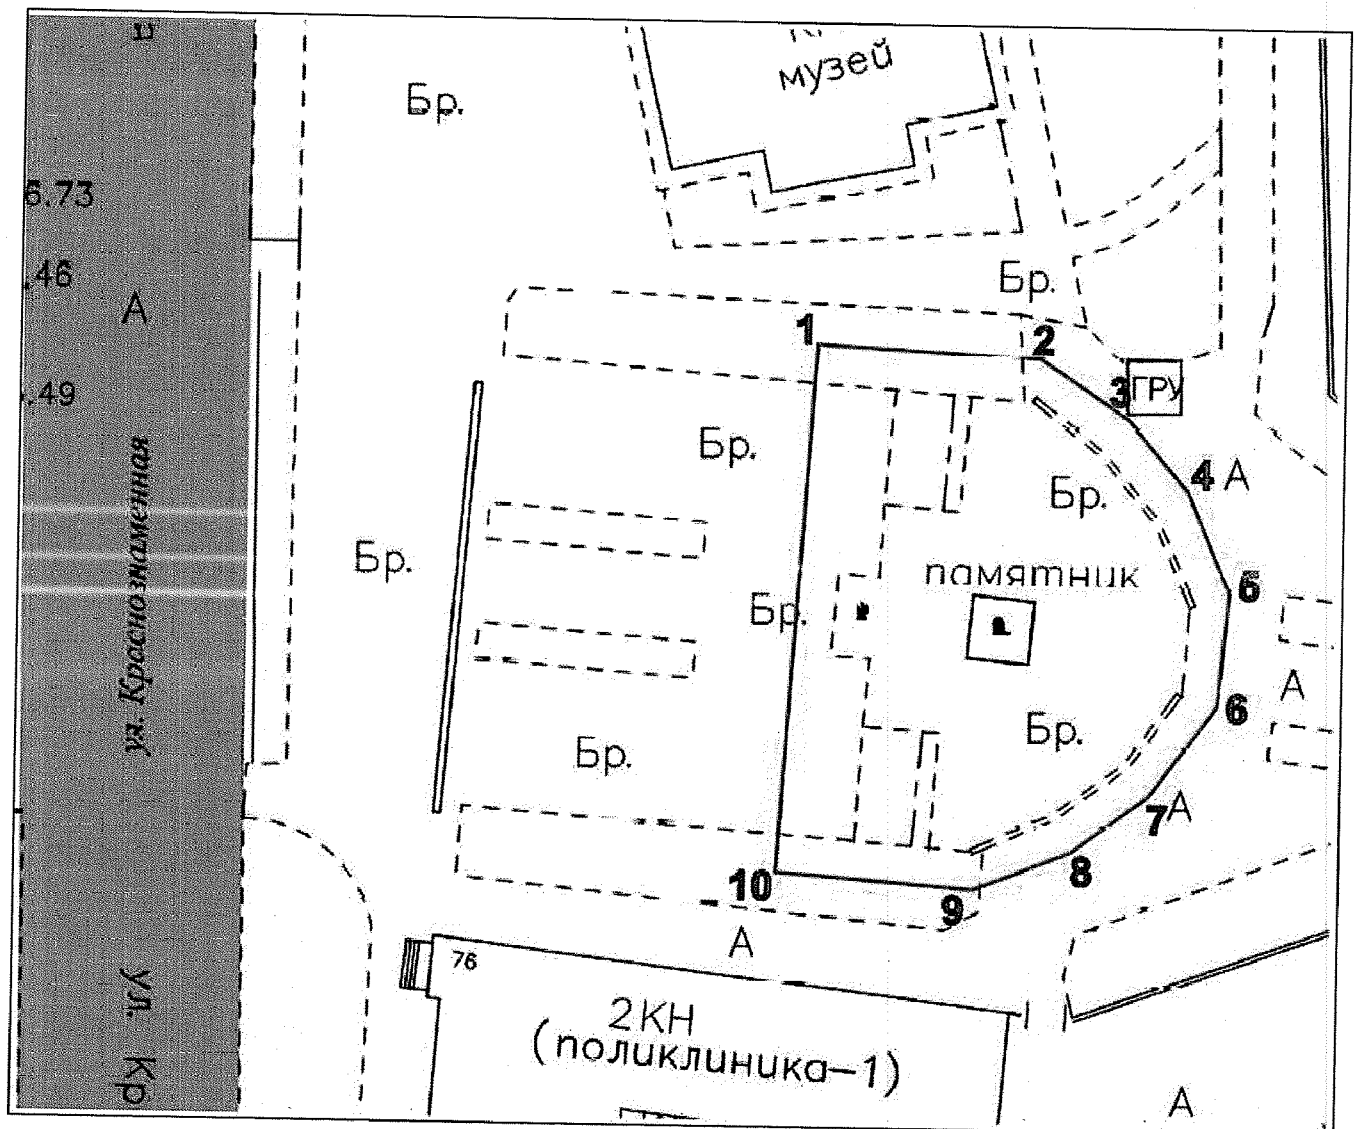 музей
Бр.
6.73
.46
А
Бр.
1
2
3
ГРУ
.49
Бр.
4
А
Бр.
ул. Краснознаменная
Бр.
памятник
5
Бр.
А
6
Бр.
Бр.
7
А
8
10
9
А
76
2КН
(поликлиника-1)
ул. Кр
А